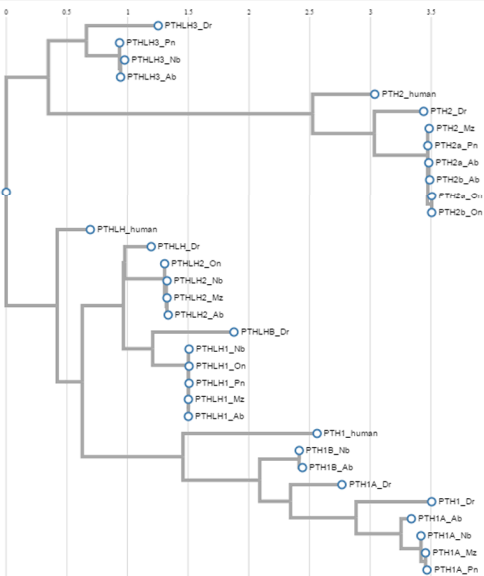 0 0.5 1 1.5 2 2.5 3 3.5
PTHLH3_Dr
PTHLH3_Pn
PTHLH3_Nb
PTHLH3_Ab
PTH2_human
PTH2_Dr
PTH2_Mz
PTH2a_Pn
PTH2a_Ab
PTH2b_Ab
PTH2a_On
PTH2b_On
PTHLH_human
PTHLH_Dr
PTHLH2_On
PTHLH2_Nb
PTHLH2_Mz
PTHLH2_Ab
PTHLHB_Dr
PTHLH1_Nb
PTHLH1_On
PTHLH1_Pn
PTHLH1_Mz
PTHLH1_Ab
PTH1_human
PTH1B_Nb
PTH1B_Ab
PTH1A_Dr
PTH1_Dr
PTH1A_Ab
PTH1A_Nb
PTH1A_Mz
PTH1A_Pn